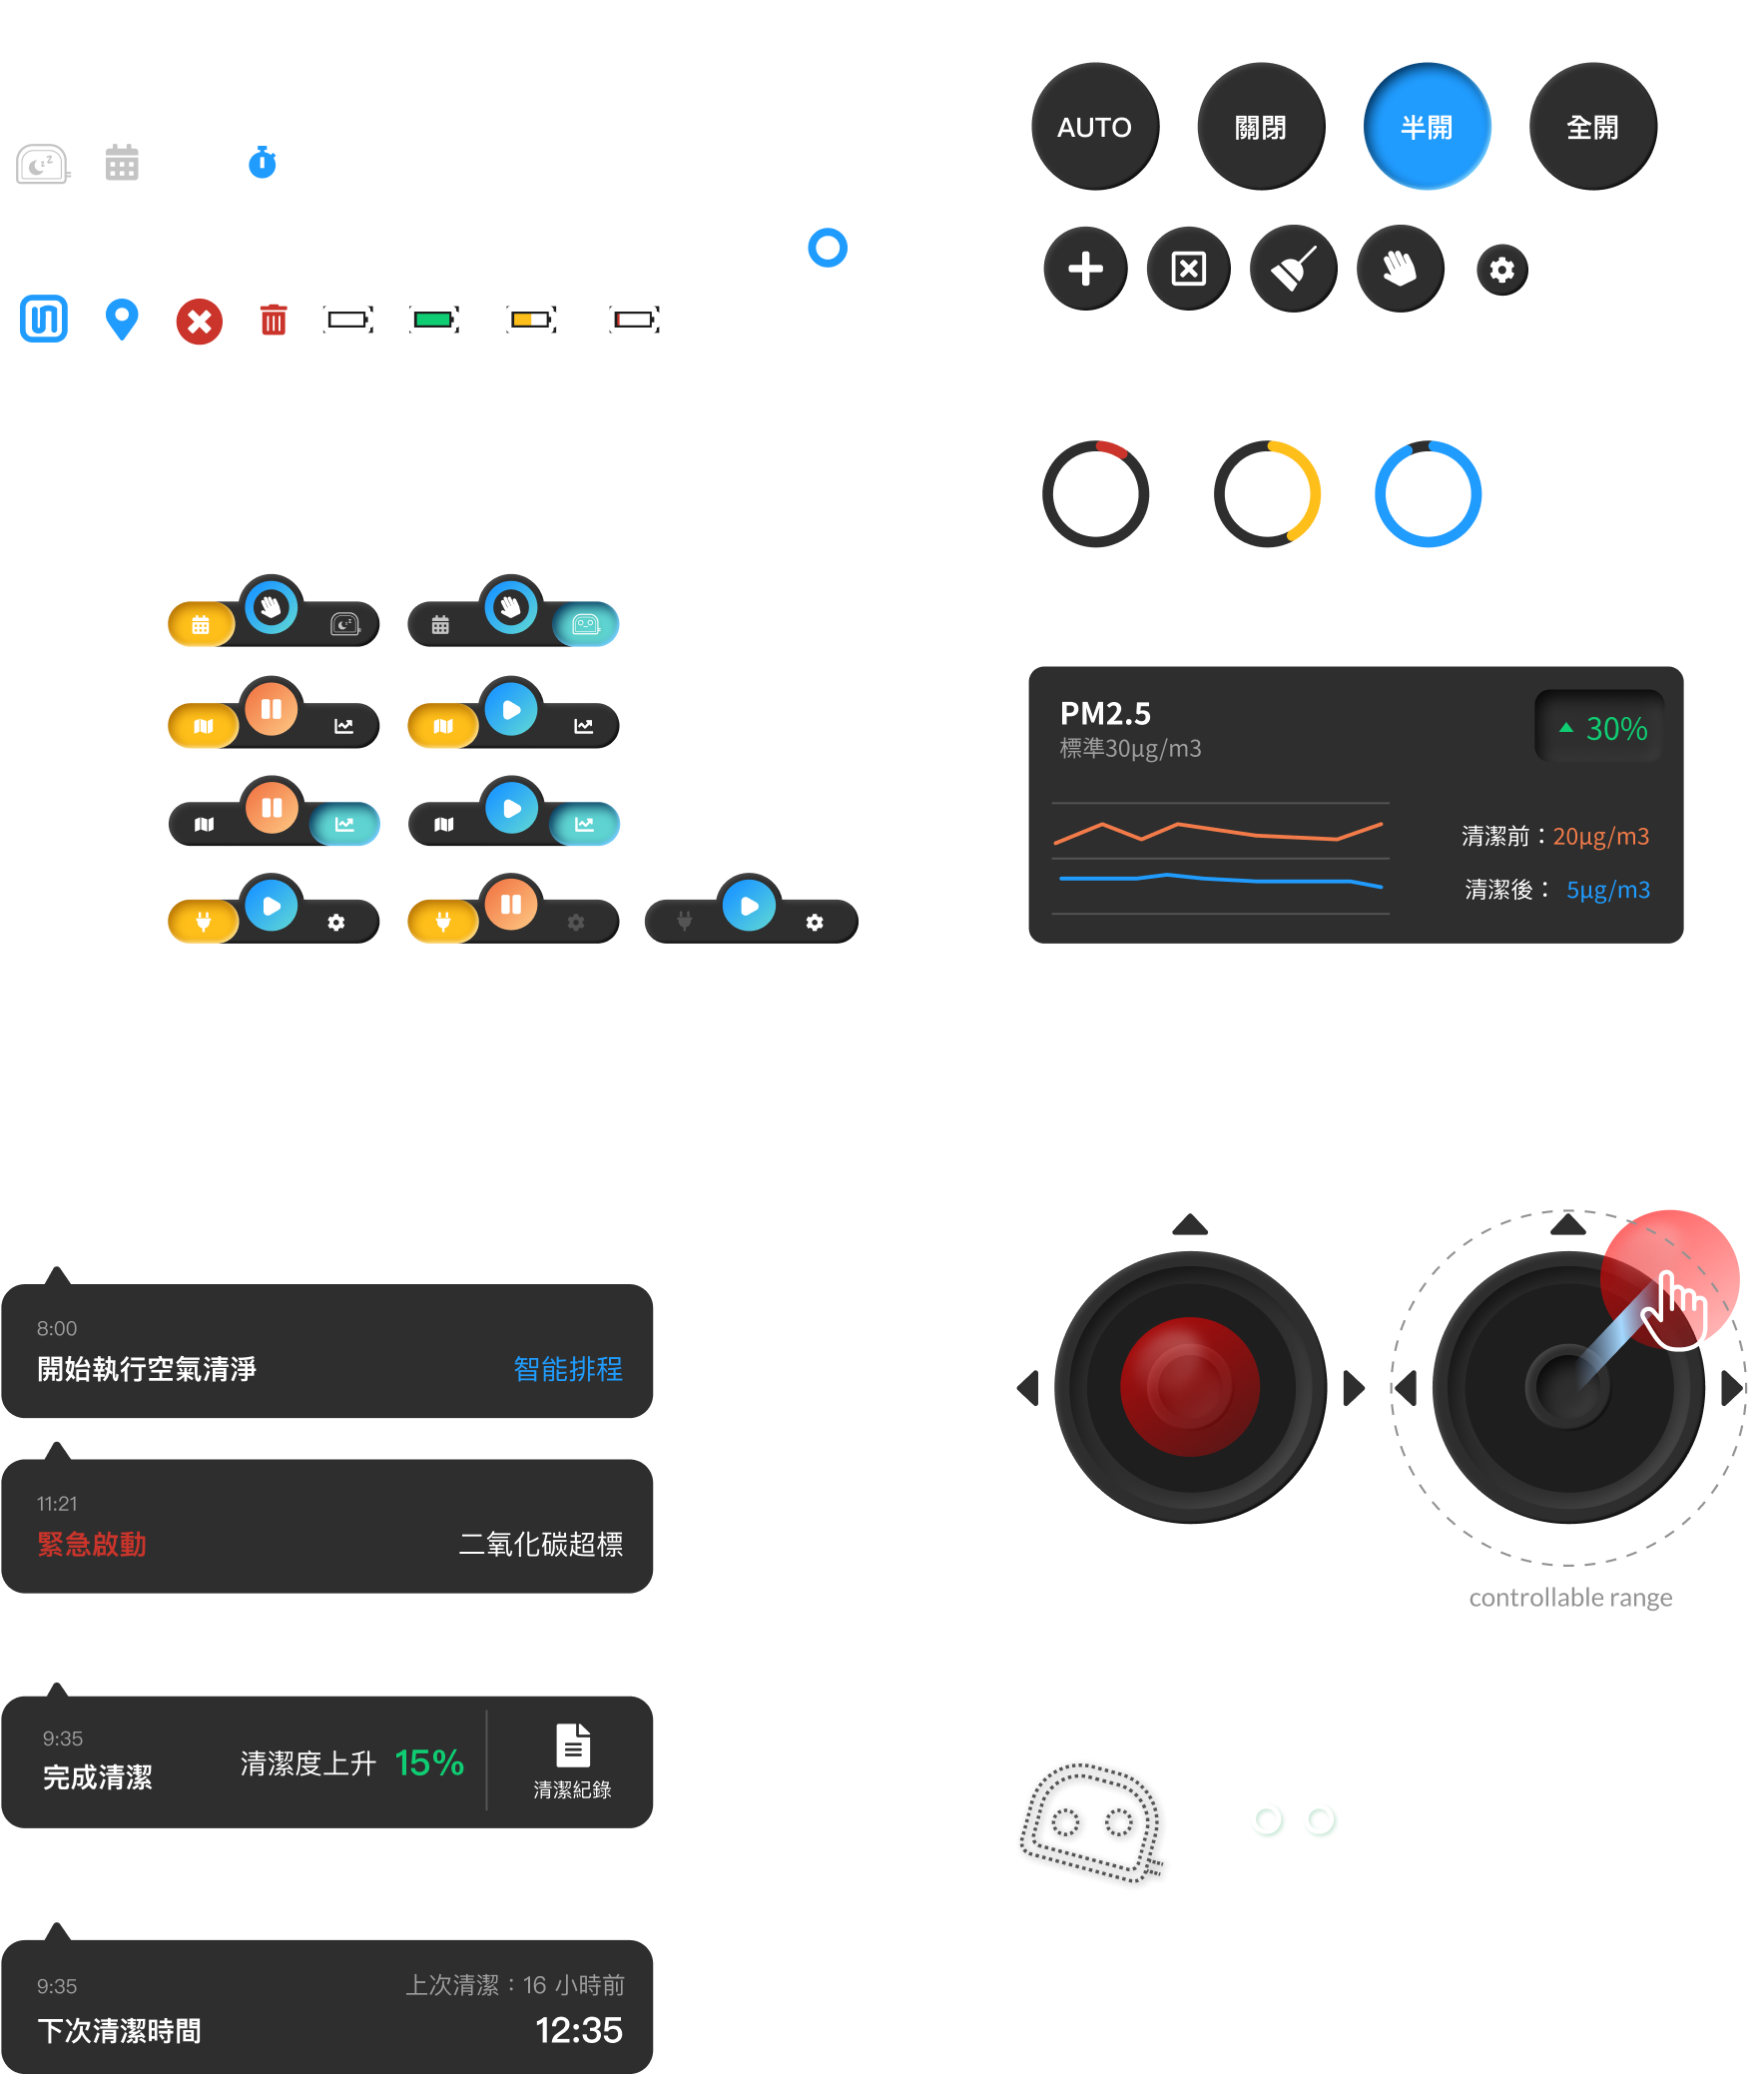 AUTO
關閉
半開
全開
PM2.5
標準30μg/m3
30%
清潔前：20μg/m3
清潔後： 5μg/m3
8:00
開始執行空氣清淨
智能排程
11:21
緊急啟動
二氧化碳超標
controllable range
9:35
完成清潔
清潔度上升 15%
清潔紀錄
9:35
上次清潔：16 小時前
下次清潔時間
12:35